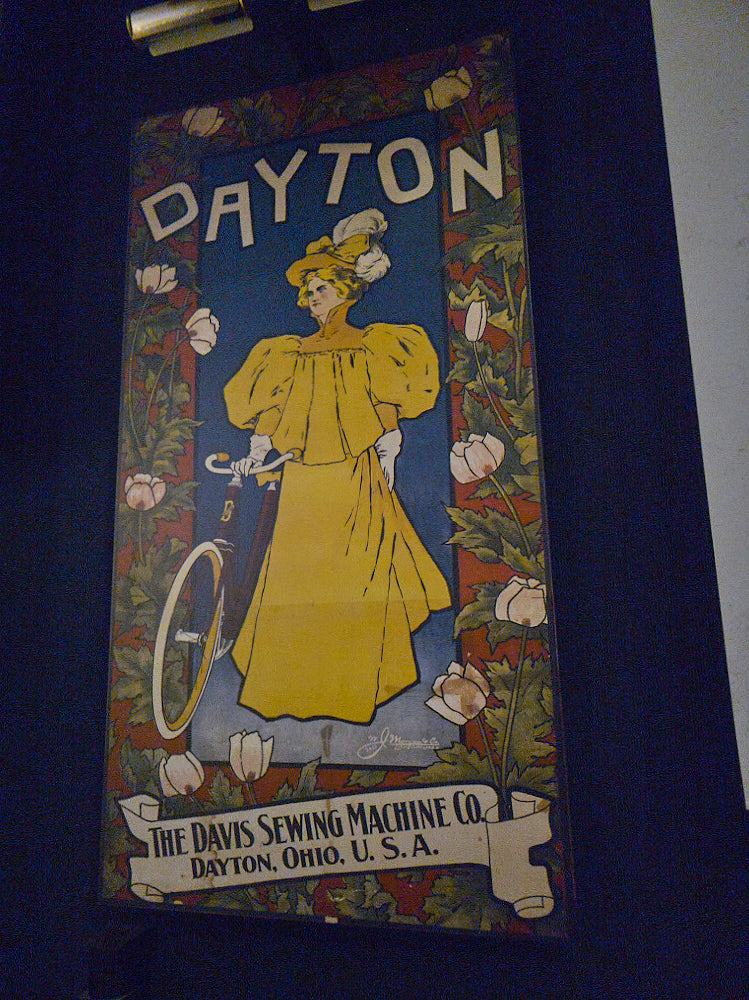 DAYTON
THE DAVIS SEWING MACHINE CO.
DAYTON, OHIO, U. S. A.